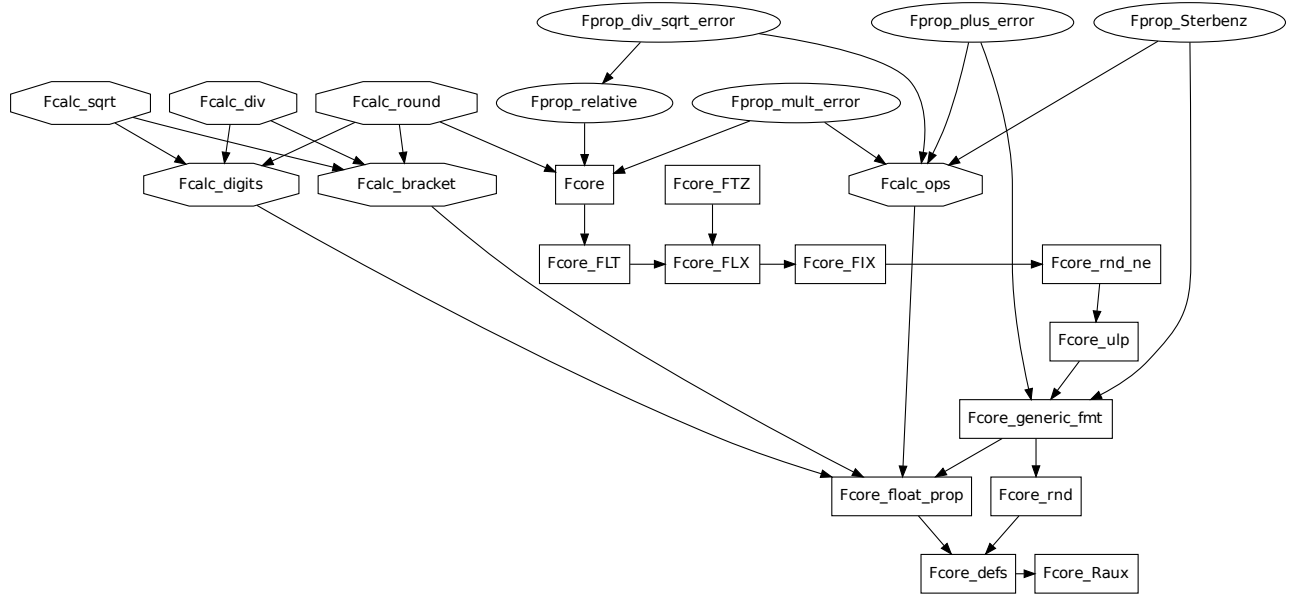 Fprop_div_sqrt_error
Fprop_plus_error
Fprop_Sterbenz
Fcalc_sqrt
Fcalc_div
Fcalc_round
Fprop_relative
Fprop_mult_error
Fcalc_digits
Fcalc_bracket
Fcore
Fcore_FTZ
Fcalc_ops
Fcore_FLT
Fcore_FLX
Fcore_FIX
Fcore_rnd_ne
Fcore_ulp
Fcore_generic_fmt
Fcore_float_prop
Fcore_rnd
Fcore_defs
Fcore_Raux